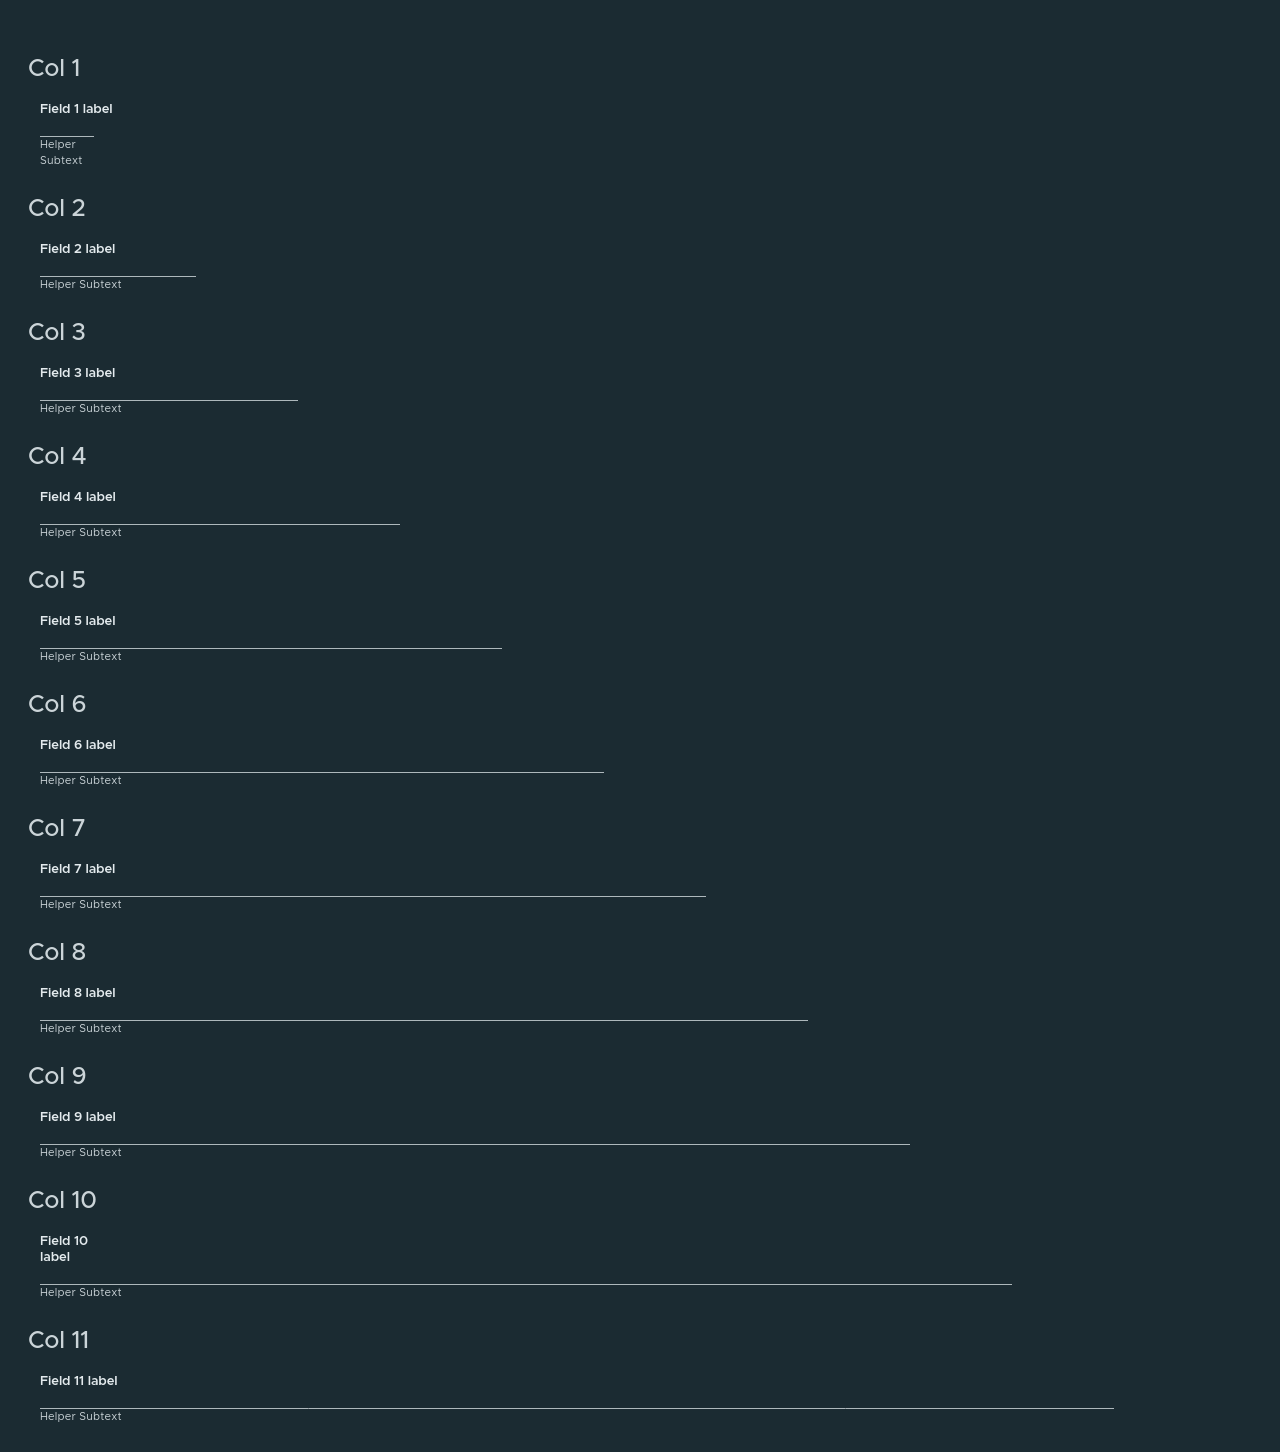 Col 1
Field 1 label
Helper
Subtext
Col 2
Field 2 label
Helper Subtext
Col 3
Field 3 label
Helper Subtext
Col 4
Field 4 label
Helper Subtext
Col 5
Field 5 label
Helper Subtext
Col 6
Field 6 label
Helper Subtext
Col 7
Field 7 label
Helper Subtext
Col 8
Field 8 label
Helper Subtext
Col 9
Field 9 label
Helper Subtext
Col 10
Field 10
label
Helper Subtext
Col 11
Field 11 label
Helper Subtext